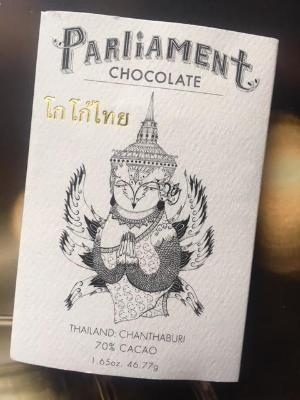 PARLiAMENT
CHOCOLATE
โกโก้ไทย
THAILAND: CHANTHABURI
70% CACAO
1.65oz. 46.77g